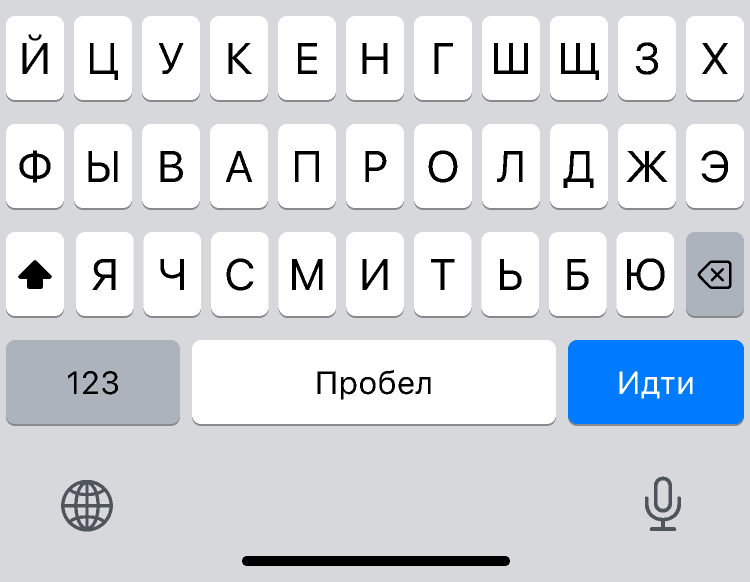 Й Ц У К Е Н Г Ш Щ З Х
Ф Ы В А П Р О Л Д Ж Э
Я Ч С М И Т Ь Б Ю
123 Пробел Идти